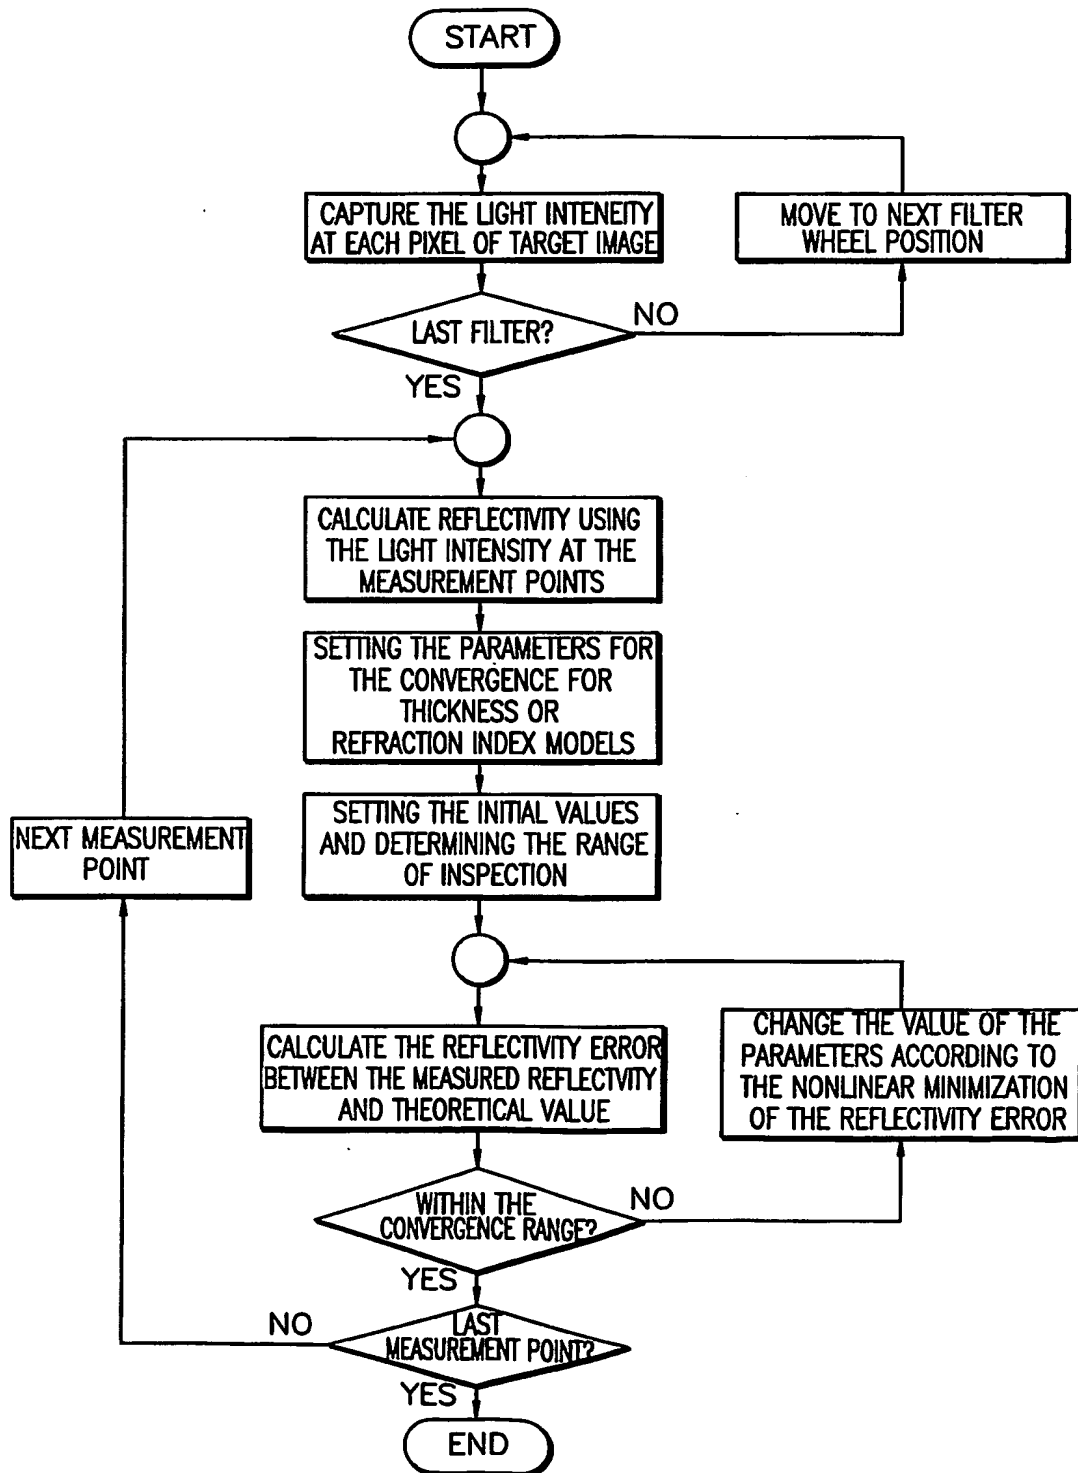 START
CAPTURE THE LIGHT INTENEITY
AT EACH PIXEL OF TARGET IMAGE
MOVE TO NEXT FILTER
WHEEL POSITION
LAST FILTER?
NO
YES
CALCULATE REFLECTIVITY USING
THE LIGHT INTENSITY AT THE
MEASUREMENT POINTS
SETTING THE PARAMETERS FOR
THE CONVERGENCE FOR
THICKNESS OR
REFRACTION INDEX MODELS
SETTING THE INITIAL VALUES
AND DETERMINING THE RANGE
OF INSPECTION
NEXT MEASUREMENT
POINT
CALCULATE THE REFLECTIVITY ERROR
BETWEEN THE MEASURED REFLECTIVITY
AND THEORETICAL VALUE
CHANGE THE VALUE OF THE
PARAMETERS ACCORDING TO
THE NONLINEAR MINIMIZATION
OF THE REFLECTIVITY ERROR
WITHIN THE
CONVERGENCE RANGE?
NO
YES
LAST
MEASUREMENT POINT?
NO
YES
END